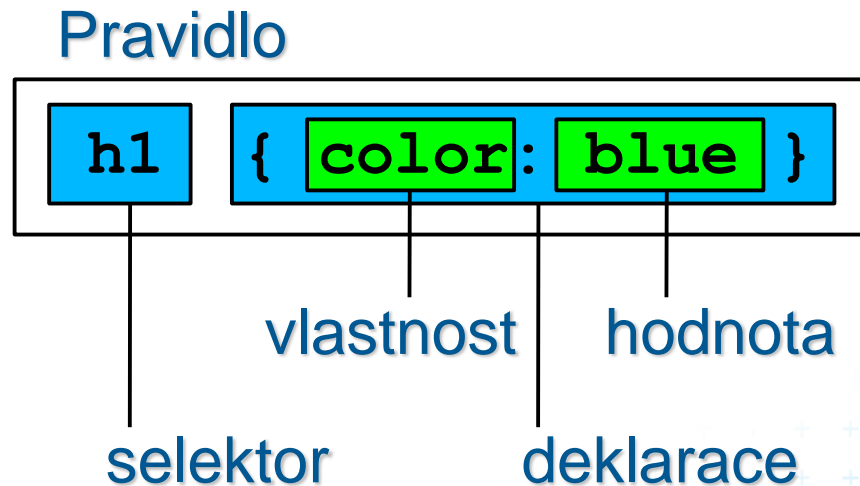 Pravidlo
h1 { color: blue }
vlastnost hodnota
selektor deklarace